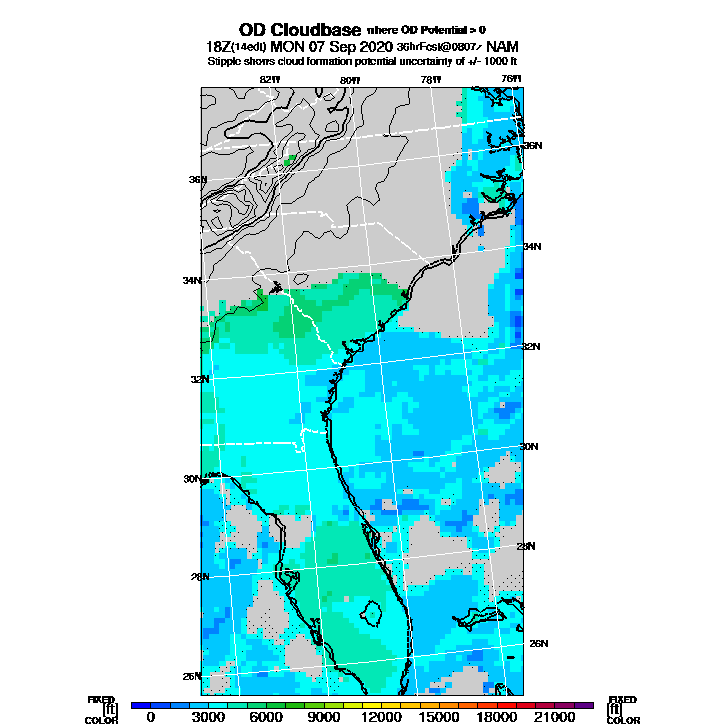 OD Cloudbase where OD Potential > 0
18Z(14edt) MON 07 Sep 2020 36hrFcst@0807z NAM
Stipple shows cloud formation potential uncertainty of +/- 1000 ft
82W 80W 78W 76W
36N
36N
34N
34N
32N
32N
30N
30N
28N
28N
26N
26N
FIXED FIXED
[ft] [ft]
COLOR 0 3000 6000 9000 12000 15000 18000 21000 COLOR